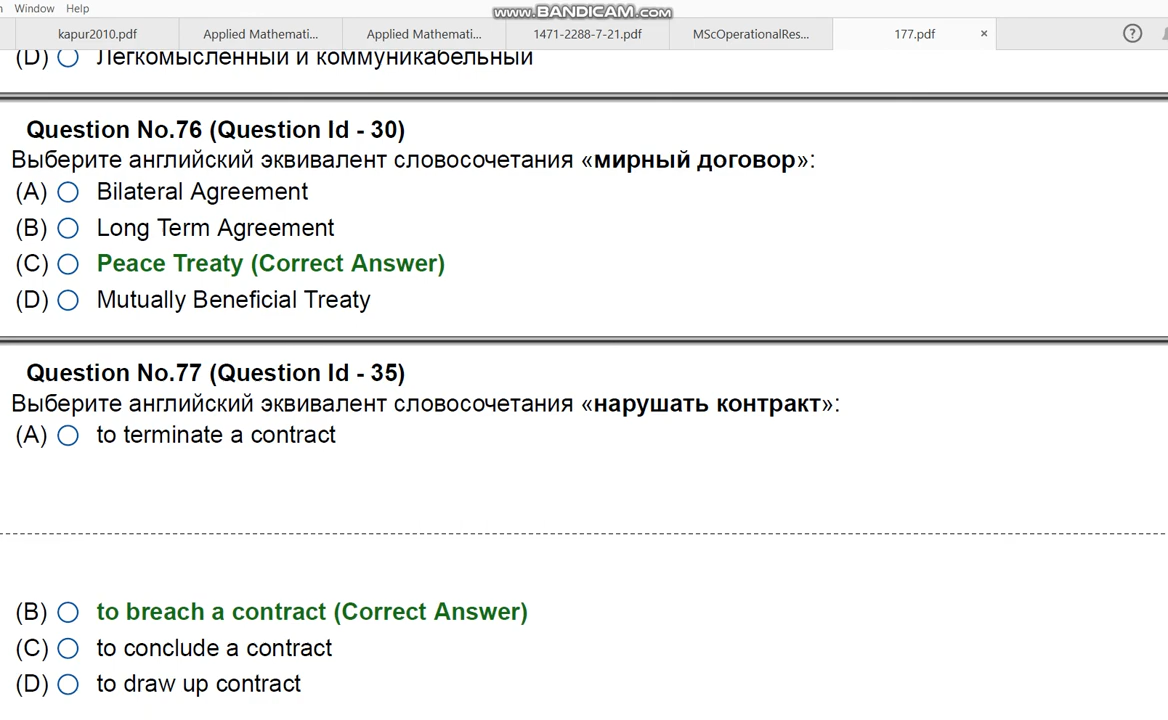 Window Help
www.BANDICAM.com
kapur2010.pdf Applied Mathemati... Applied Mathemati... 1471-2288-7-21.pdf MScOperationalRes... 177.pdf × ?
(D) Легкомысленный и коммуникабельный
Question No.76 (Question Id - 30)
Выберите английский эквивалент словосочетания «мирный договор»:
(A) Bilateral Agreement
(B) Long Term Agreement
(C) Peace Treaty (Correct Answer)
(D) Mutually Beneficial Treaty
Question No.77 (Question Id - 35)
Выберите английский эквивалент словосочетания «нарушать контракт»:
(A) to terminate a contract
(B) to breach a contract (Correct Answer)
(C) to conclude a contract
(D) to draw up contract